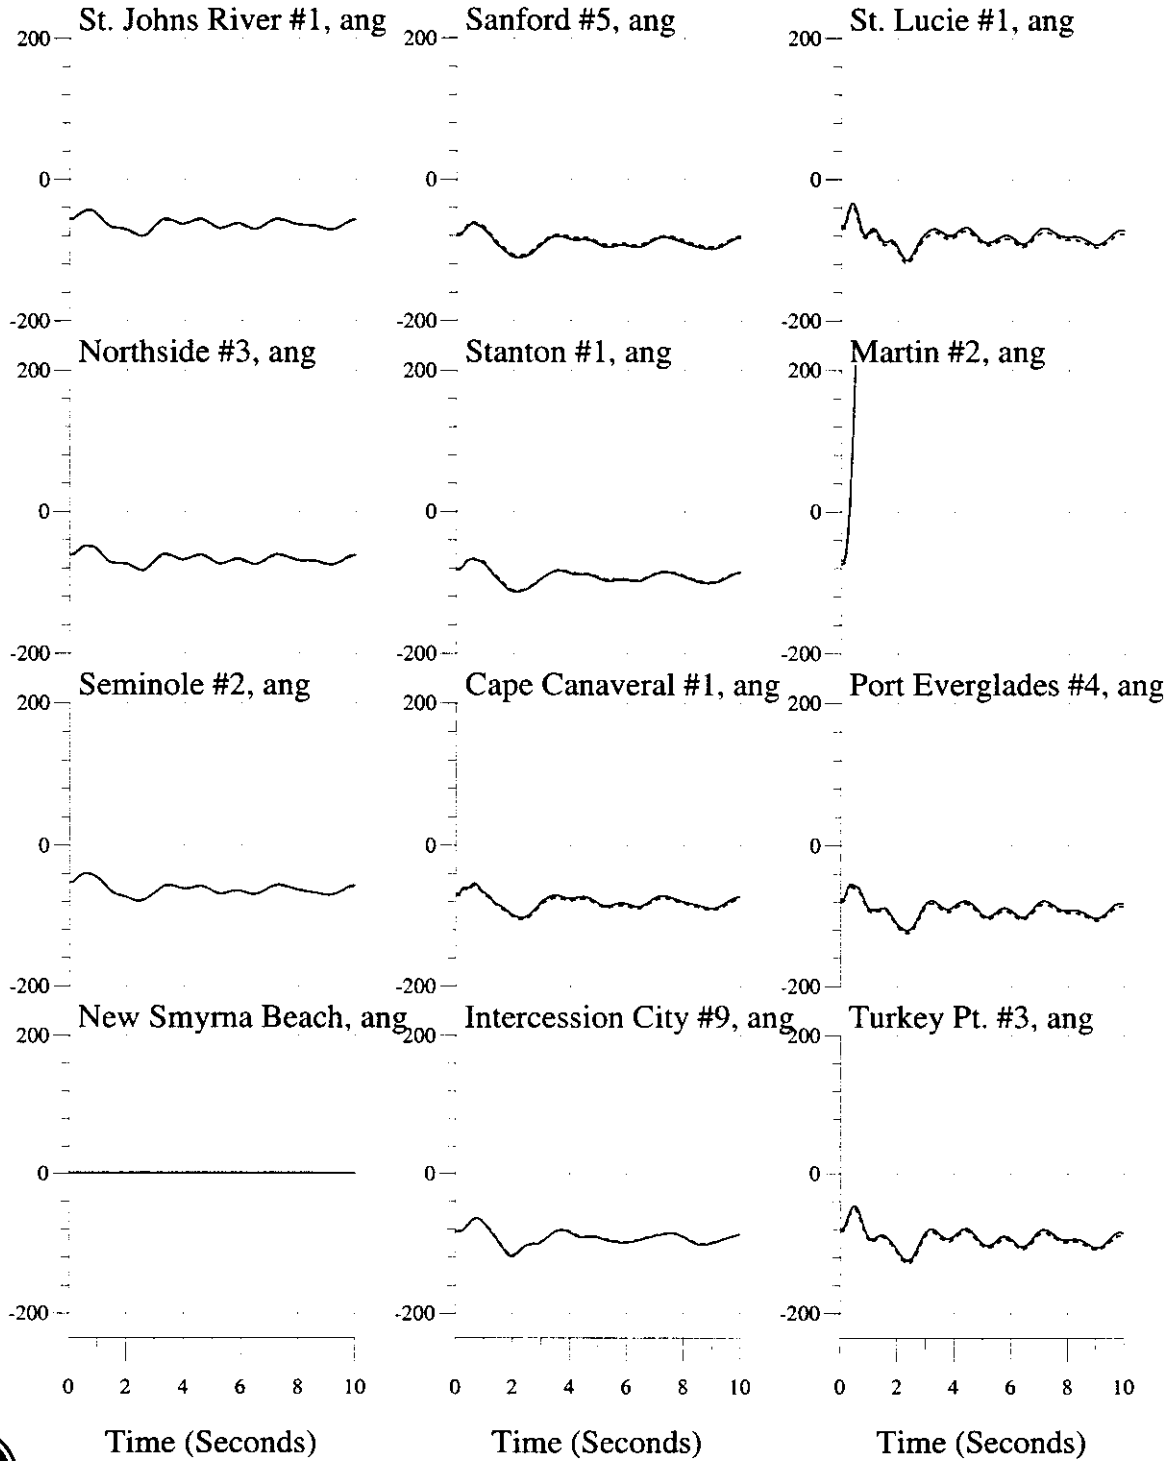 St. Johns River #1, ang
200
0
-200
Sanford #5, ang
200
0
-200
St. Lucie #1, ang
200
0
-200
Northside #3, ang
200
0
-200
Stanton #1, ang
200
0
-200
Martin #2, ang
200
0
-200
Seminole #2, ang
200
0
-200
Cape Canaveral #1, ang
200
0
-200
Port Everglades #4, ang
200
0
-200
New Smyrna Beach, ang
200
0
-200
0 2 4 6 8 10
Time (Seconds)
Intercession City #9, ang
200
0
-200
0 2 4 6 8 10
Time (Seconds)
Turkey Pt. #3, ang
200
0
-200
0 2 4 6 8 10
Time (Seconds)